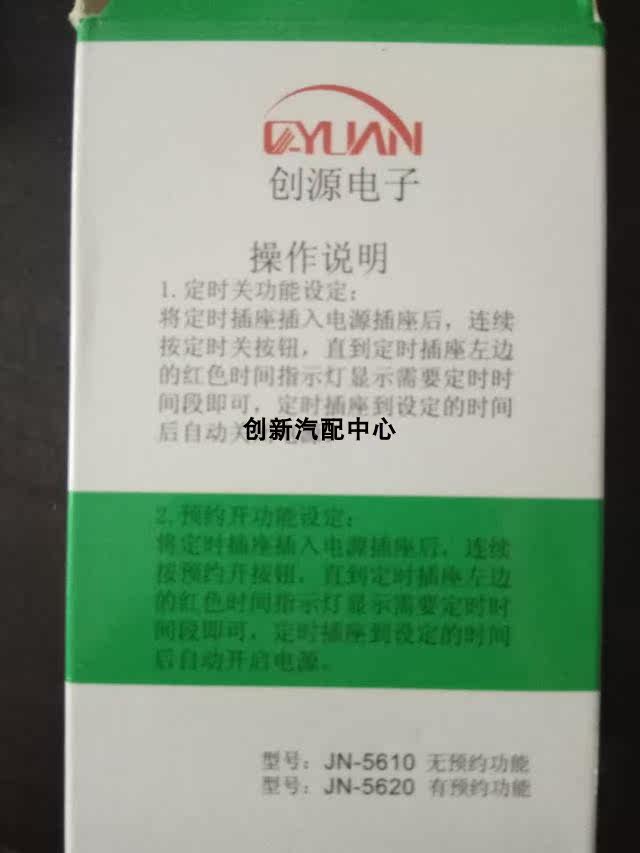 CYUAN
创源电子
操作说明
1.定时关功能设定：
将定时插座插入电源插座后，连续
按定时关按钮，直到定时插座左边
的红色时间指示灯显示需要定时时
间段即可，定时插座到设定的时间
后自动关
创新汽配中心
2.预约开功能设定：
将定时插座插入电源插座后，连续
按预约开按钮，直到定时插座左边
的红色时间指示灯显示需要定时时
间段即可，定时插座到设定的时间
后自动开启电源。
型号：JN-5610 无预约功能
型号：JN-5620 有预约功能